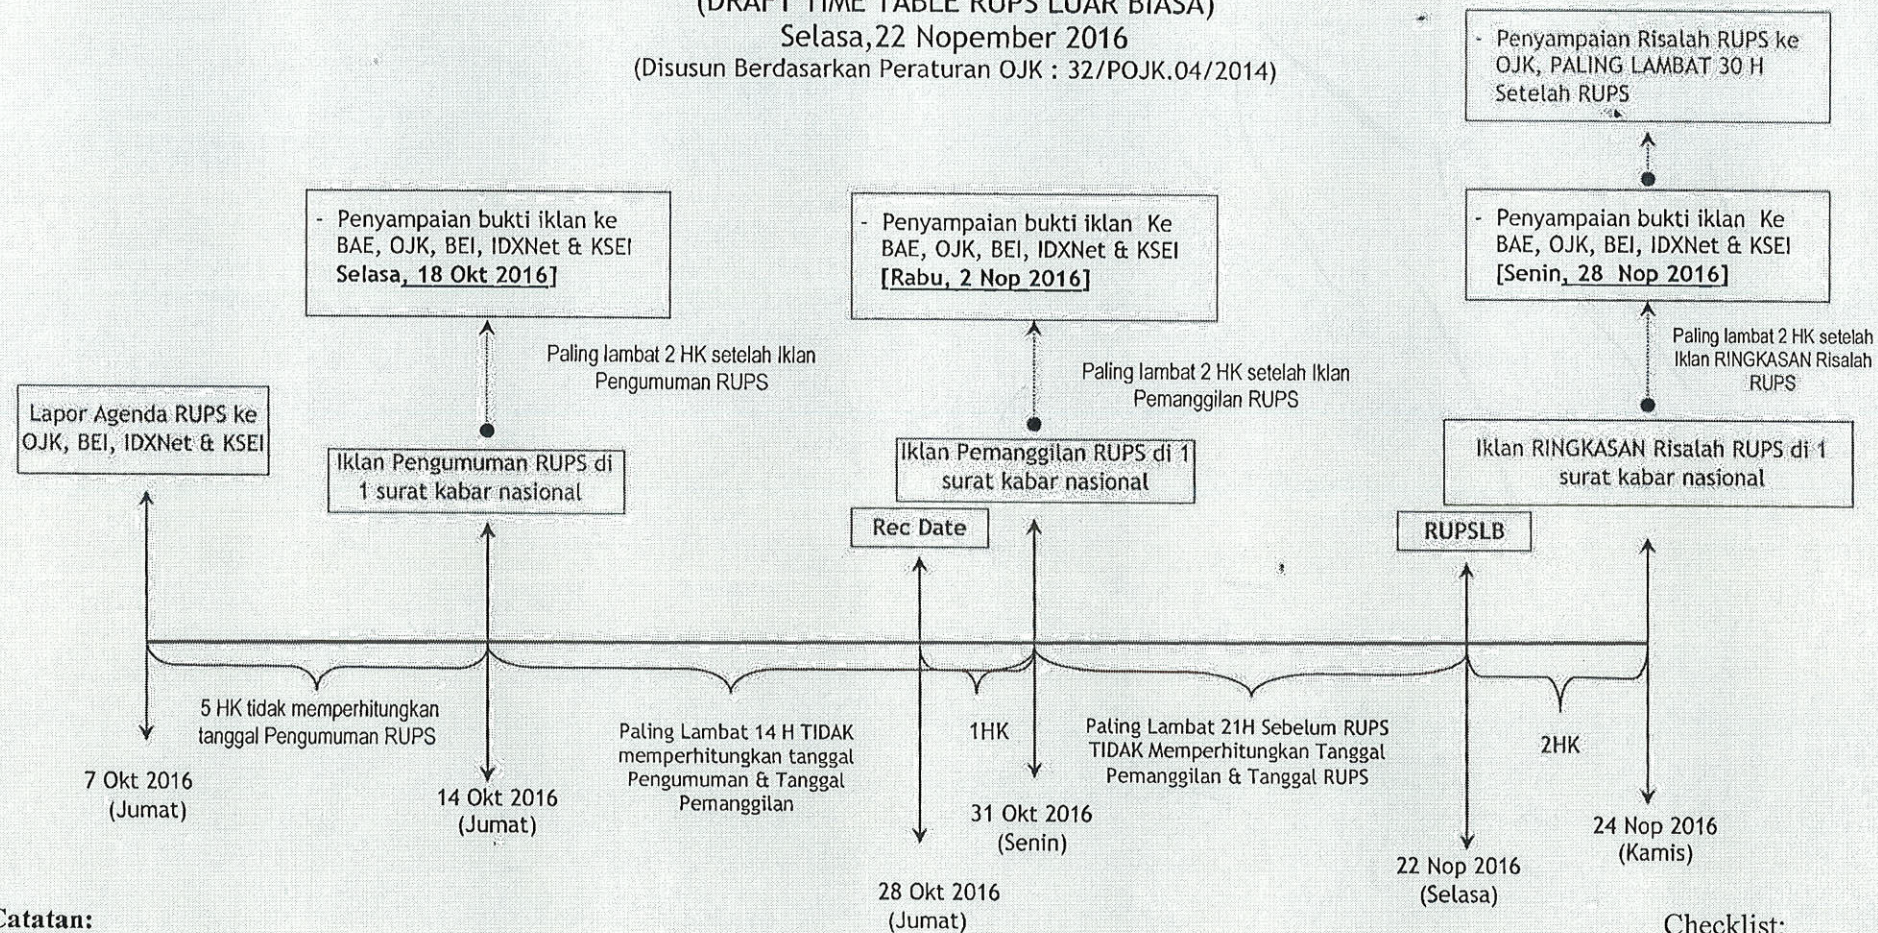 (DRAFT TIME TABLE RUPS LUAR BIASA)
Selasa,22 Nopember 2016
(Disusun Berdasarkan Peraturan OJK : 32/POJK.04/2014)
- Penyampaian Risalah RUPS ke
OJK, PALING LAMBAT 30 H
Setelah RUPS
- Penyampaian bukti iklan ke
BAE, OJK, BEI, IDXNet & KSEI
Selasa, 18 Okt 2016]
- Penyampaian bukti iklan Ke
BAE, OJK, BEI, IDXNet & KSEI
[Rabu, 2 Nop 2016]
- Penyampaian bukti iklan Ke
BAE, OJK, BEI, IDXNet & KSEI
[Senin, 28 Nop 2016]
Paling lambat 2 HK setelah Iklan
Pengumuman RUPS
Paling lambat 2 HK setelah Iklan
Pemanggilan RUPS
Paling lambat 2 HK setelah
Iklan RINGKASAN Risalah
RUPS
Lapor Agenda RUPS ke
OJK, BEI, IDXNet & KSEI
Iklan Pengumuman RUPS di
1 surat kabar nasional
Iklan Pemanggilan RUPS di 1
surat kabar nasional
Iklan RINGKASAN Risalah RUPS di 1
surat kabar nasional
Rec Date
RUPSLB
5 HK tidak memperhitungkan
tanggal Pengumuman RUPS
Paling Lambat 14 H TIDAK
memperhitungkan tanggal
Pengumuman & Tanggal
Pemanggilan
1HK
Paling Lambat 21H Sebelum RUPS
TIDAK Memperhitungkan Tanggal
Pemanggilan & Tanggal RUPS
2HK
7 Okt 2016
(Jumat)
14 Okt 2016
(Jumat)
28 Okt 2016
(Jumat)
31 Okt 2016
(Senin)
22 Nop 2016
(Selasa)
24 Nop 2016
(Kamis)
Catatan:
Checklist: